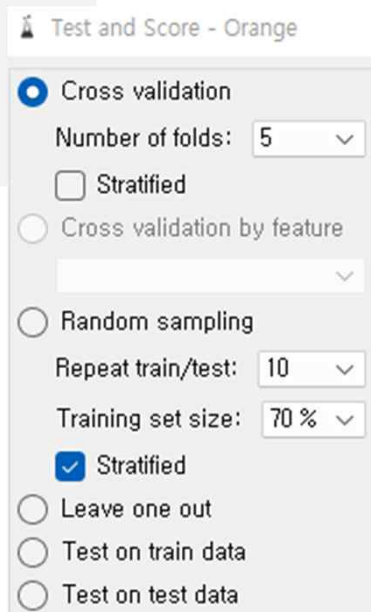 Test and Score - Orange
Cross validation
Number of folds: 5
Stratified
Cross validation by feature
Random sampling
Repeat train/test: 10
Training set size: 70 %
Stratified
Leave one out
Test on train data
Test on test data